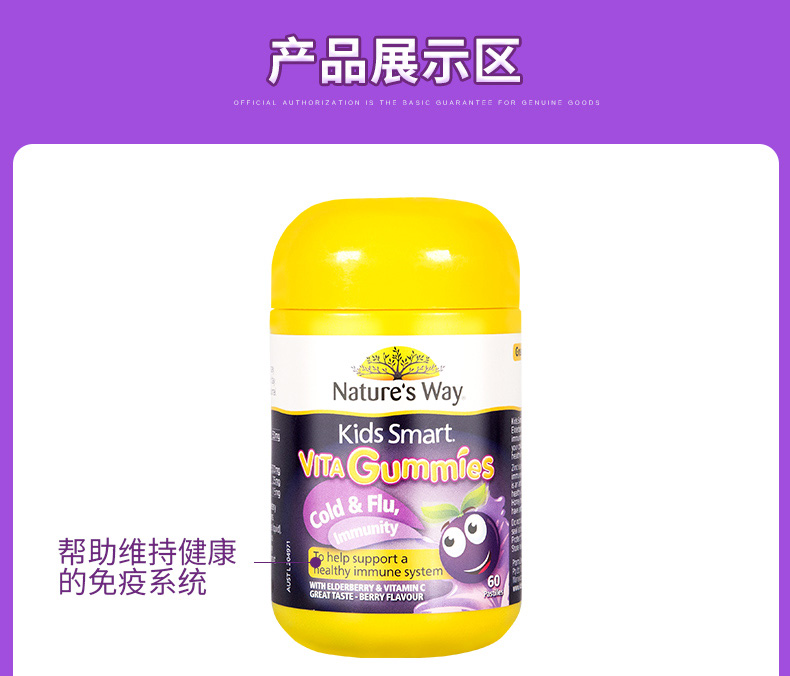 产品展示区
OFFICIAL AUTHORIZATION IS THE BASIC GUARANTEE FOR GENUINE GOODS
Nature's Way
Kids Smart
VITA Gummies
Cold & Flu,
Immunity
To help support a
healthy immune system
WITH ELDERBERRY & VITAMIN C
GREAT TASTE - BERRY FLAVOUR
60
Pastilles
AUST L 204971
帮助维持健康
的免疫系统